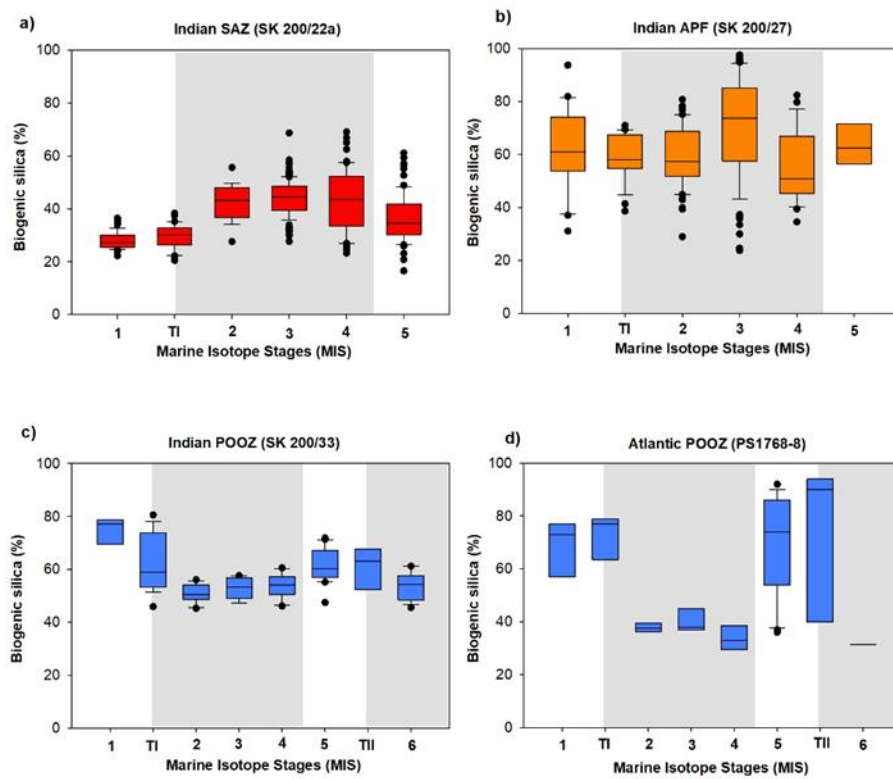 a)
Indian SAZ (SK 200/22a)
100
80
60
40
20
0
Biogenic silica (%)
1 TI 2 3 4 5
Marine Isotope Stages (MIS)
b)
Indian APF (SK 200/27)
100
80
60
40
20
0
Biogenic silica (%)
1 TI 2 3 4 5
Marine Isotope Stages (MIS)
c)
Indian POOZ (SK 200/33)
100
80
60
40
20
0
Biogenic silica (%)
1 TI 2 3 4 5 TII 6
Marine Isotope Stages (MIS)
d)
Atlantic POOZ (PS1768-8)
100
80
60
40
20
0
Biogenic silica (%)
1 TI 2 3 4 5 TII 6
Marine Isotope Stages (MIS)